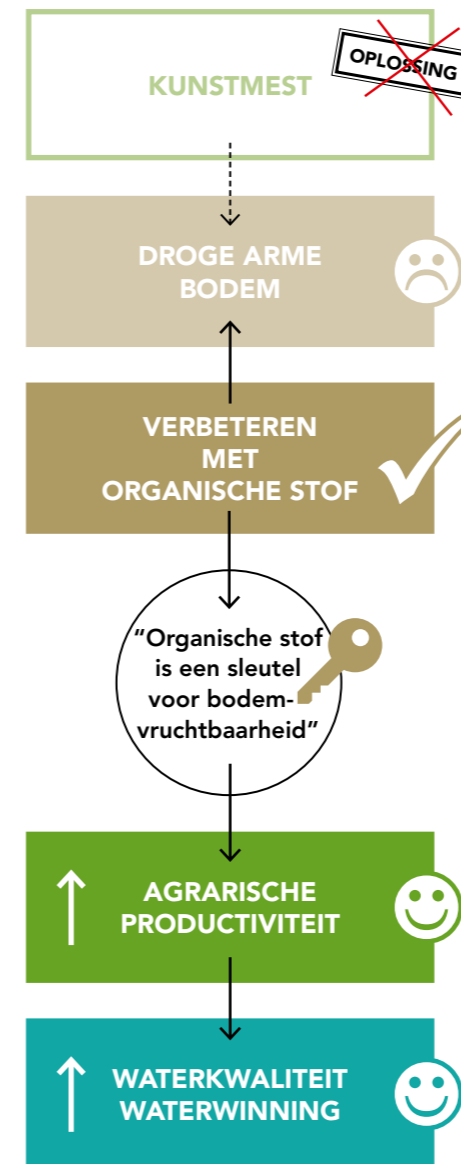 KUNSTMEST
OPLOSSING
DROGE ARME
BODEM
VERBETEREN
MET
ORGANISCHE STOF
"Organische stof
is een sleutel
voor bodem-
vruchtbaarheid"
AGRARISCHE
PRODUCTIVITEIT
WATERKWALITEIT
WATERWINNING